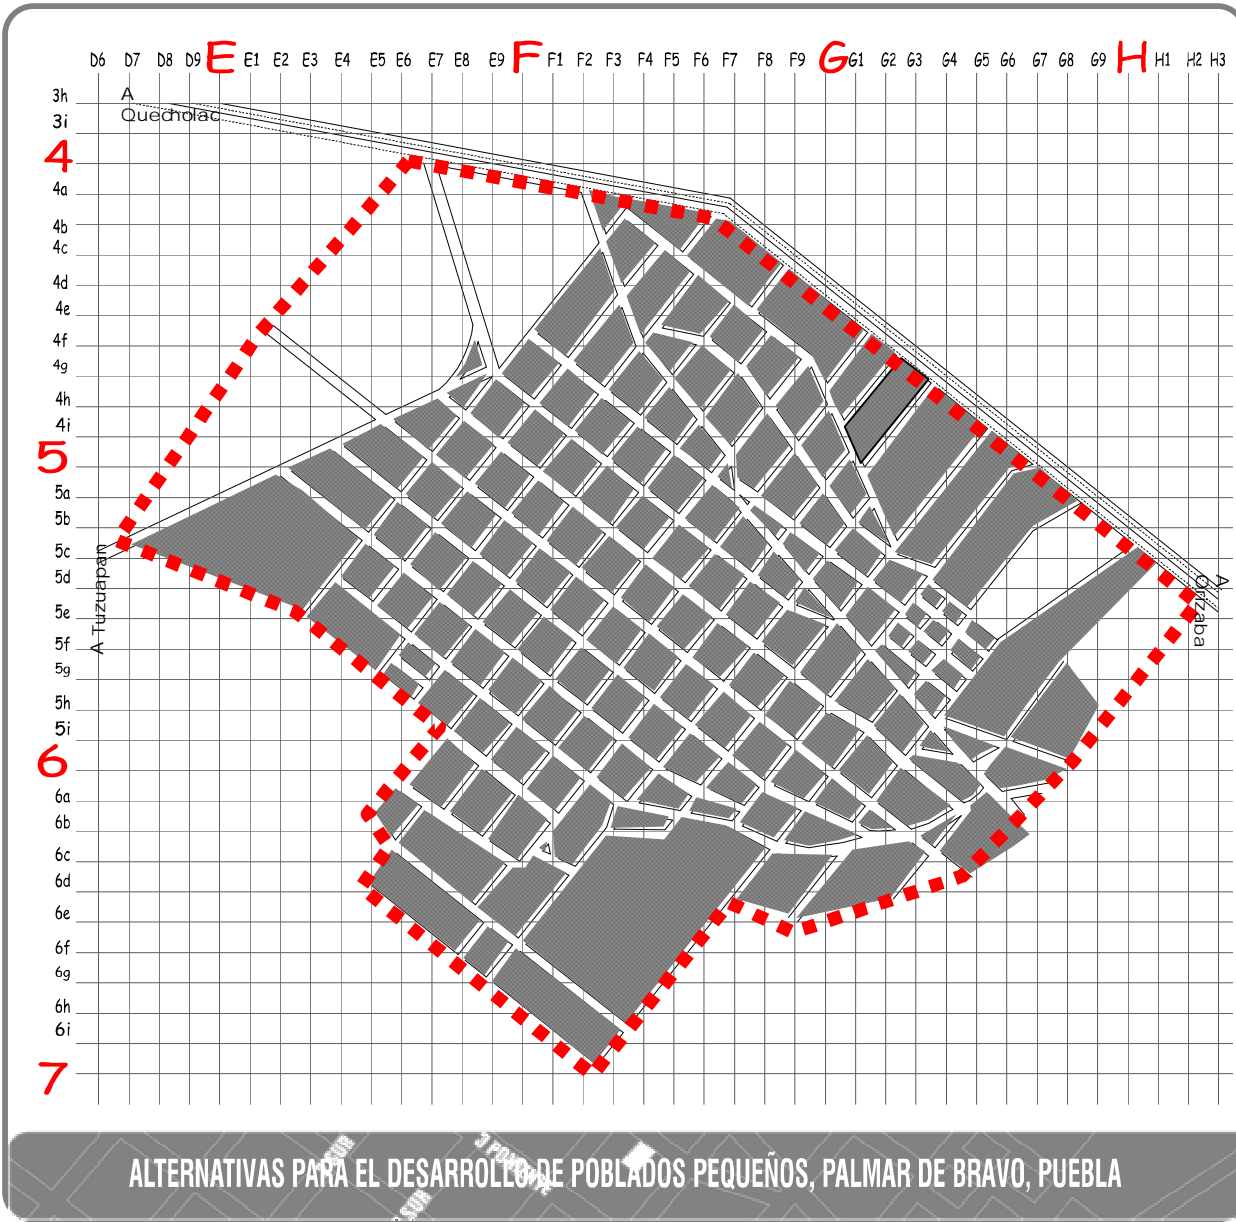 D6 D7 D8 D9 E E1 E2 E3 E4 E5 E6 E7 E8 E9 F F1 F2 F3 F4 F5 F6 F7 F8 F9 G G1 G2 G3 G4 G5 G6 G7 G8 G9 H H1 H2 H3
3h
A
Quecholac
3i
4
4a
4b
4c
4d
4e
4f
4g
4h
4i
5
5a
5b
5c
5d
5e
5f
5g
5h
5i
6
6a
6b
6c
6d
6e
6f
6g
6h
6i
7
A Tuzuapan
A
Orizaba
SUR
3 PONIENTE
SUR
ALTERNATIVAS PARA EL DESARROLLO DE POBLADOS PEQUEÑOS, PALMAR DE BRAVO, PUEBLA